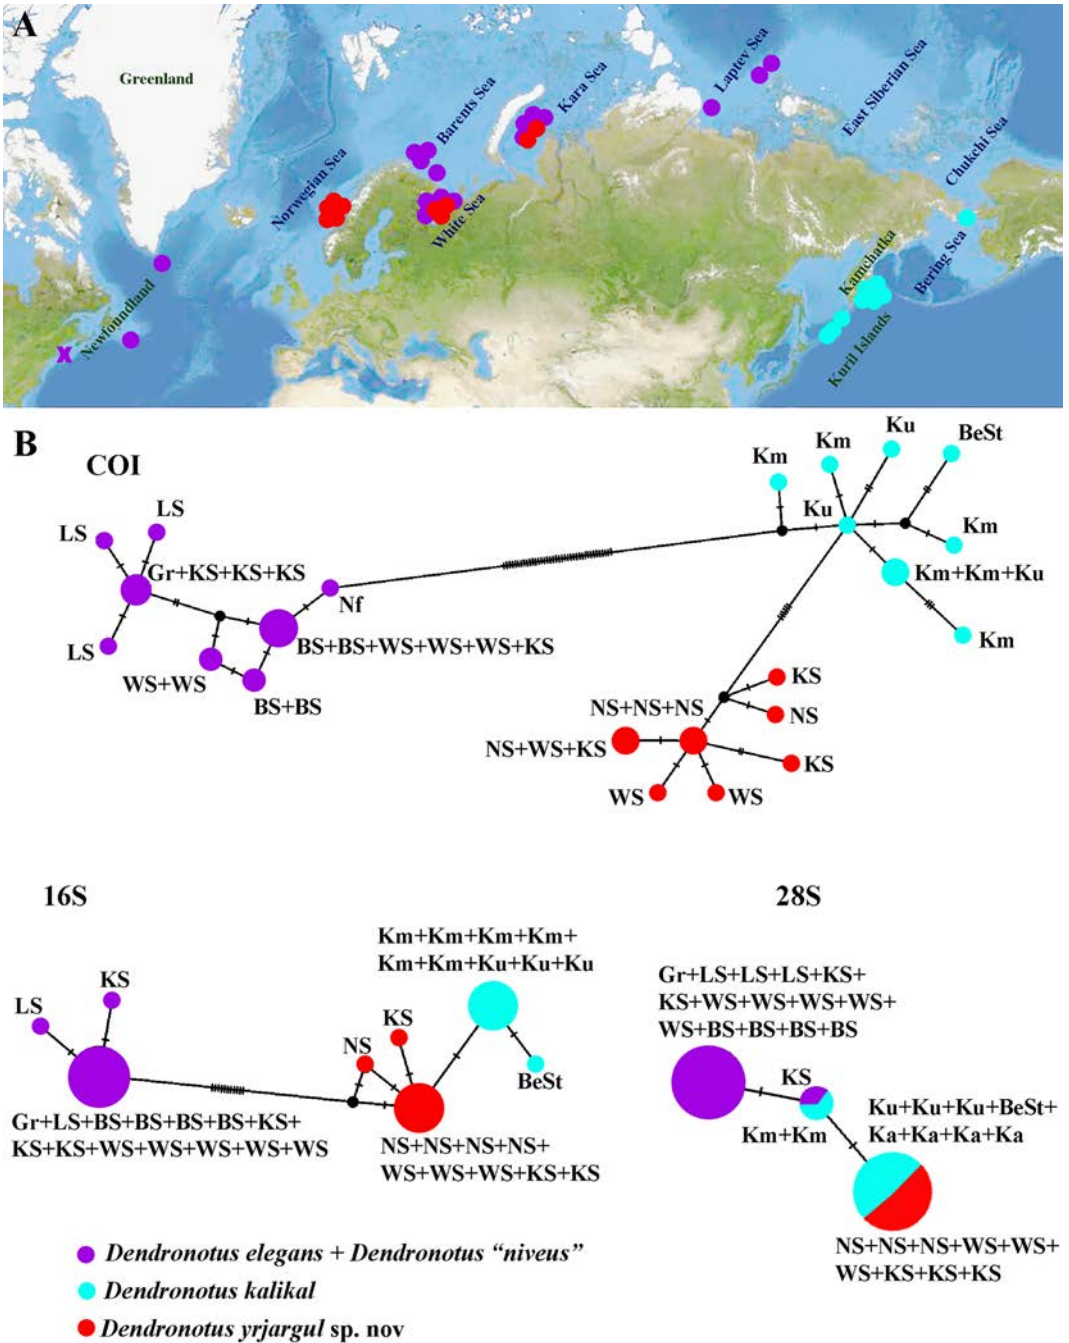 A
Greenland
Norwegian Sea
Barents Sea
Kara Sea
Laptev Sea
East Siberian Sea
Chukchi Sea
White Sea
Newfoundland
x
Kamchatka
Bering Sea
Kuril Islands
B
COI
LS
LS
Gr+KS+KS+KS
LS
Nf
BS+BS+WS+WS+WS+KS
WS+WS
BS+BS
Km
Km
Ku
BeSt
Ku
Km
Km+Km+Ku
Km
KS
NS+NS+NS
NS
NS+WS+KS
KS
WS
WS
16S
LS
KS
Gr+LS+BS+BS+BS+BS+KS+
KS+KS+WS+WS+WS+WS+WS
Km+Km+Km+Km+
Km+Km+Ku+Ku+Ku
KS
NS
BeSt
NS+NS+NS+NS+
WS+WS+WS+KS+KS
28S
Gr+LS+LS+LS+KS+
KS+WS+WS+WS+WS+
WS+BS+BS+BS+BS
KS
Km+Km
Ku+Ku+Ku+BeSt+
Ka+Ka+Ka+Ka
NS+NS+NS+WS+WS+
WS+KS+KS+KS
Dendronotus elegans + Dendronotus “niveus”
Dendronotus kalikal
Dendronotus yrjargul sp. nov